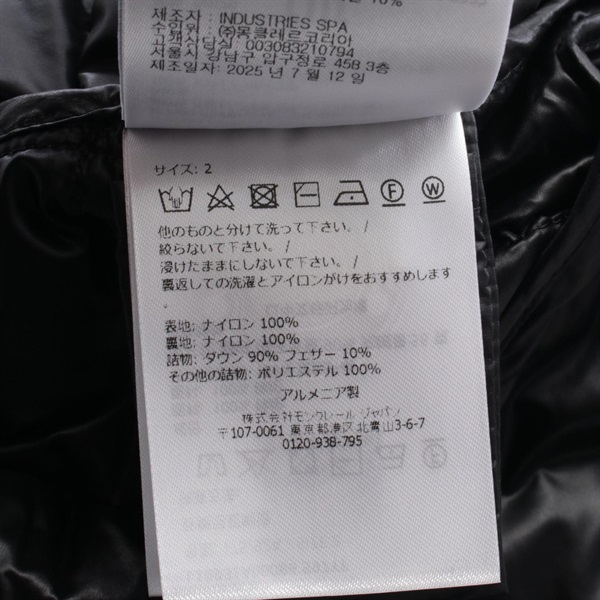 10%
제조자 : INDUSTRIES SPA
수입원 : ㈜몽클레르코리아
고객사담당실 003083210794
서울시 강남구 압구정로 458 3층
제조일자 : 2025 년 7 월 12 일
サイズ: 2
F W
他のものと分けて洗って下さい。/
絞らないで下さい。/
浸けたままにしないで下さい。/
裏返しての洗濯とアイロンがけをおすすめします
.
表地: ナイロン 100%
裏地: ナイロン 100%
詰物: ダウン 90% フェザー 10%
その他の詰物: ポリエステル 100%
アルメニア製
株式会社モンクレール ジャパン
〒107-0061 東京都港区北青山3-6-7
0120-938-795